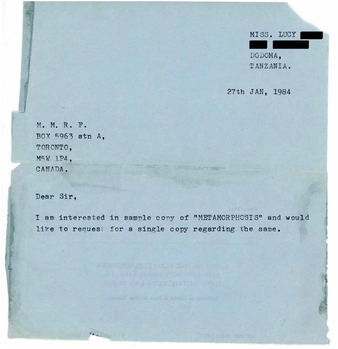 MISS. LUCY
DODOMA,
TANZANIA.
27th JAN, 1984
M. M. R. F.
BOX 5963 stn A,
TORONTO,
M5W 1P4,
CANADA.
Dear Sir,
I am interested in sample copy of "METAMORPHOSIS" and would
like to request for a single copy regarding the same.